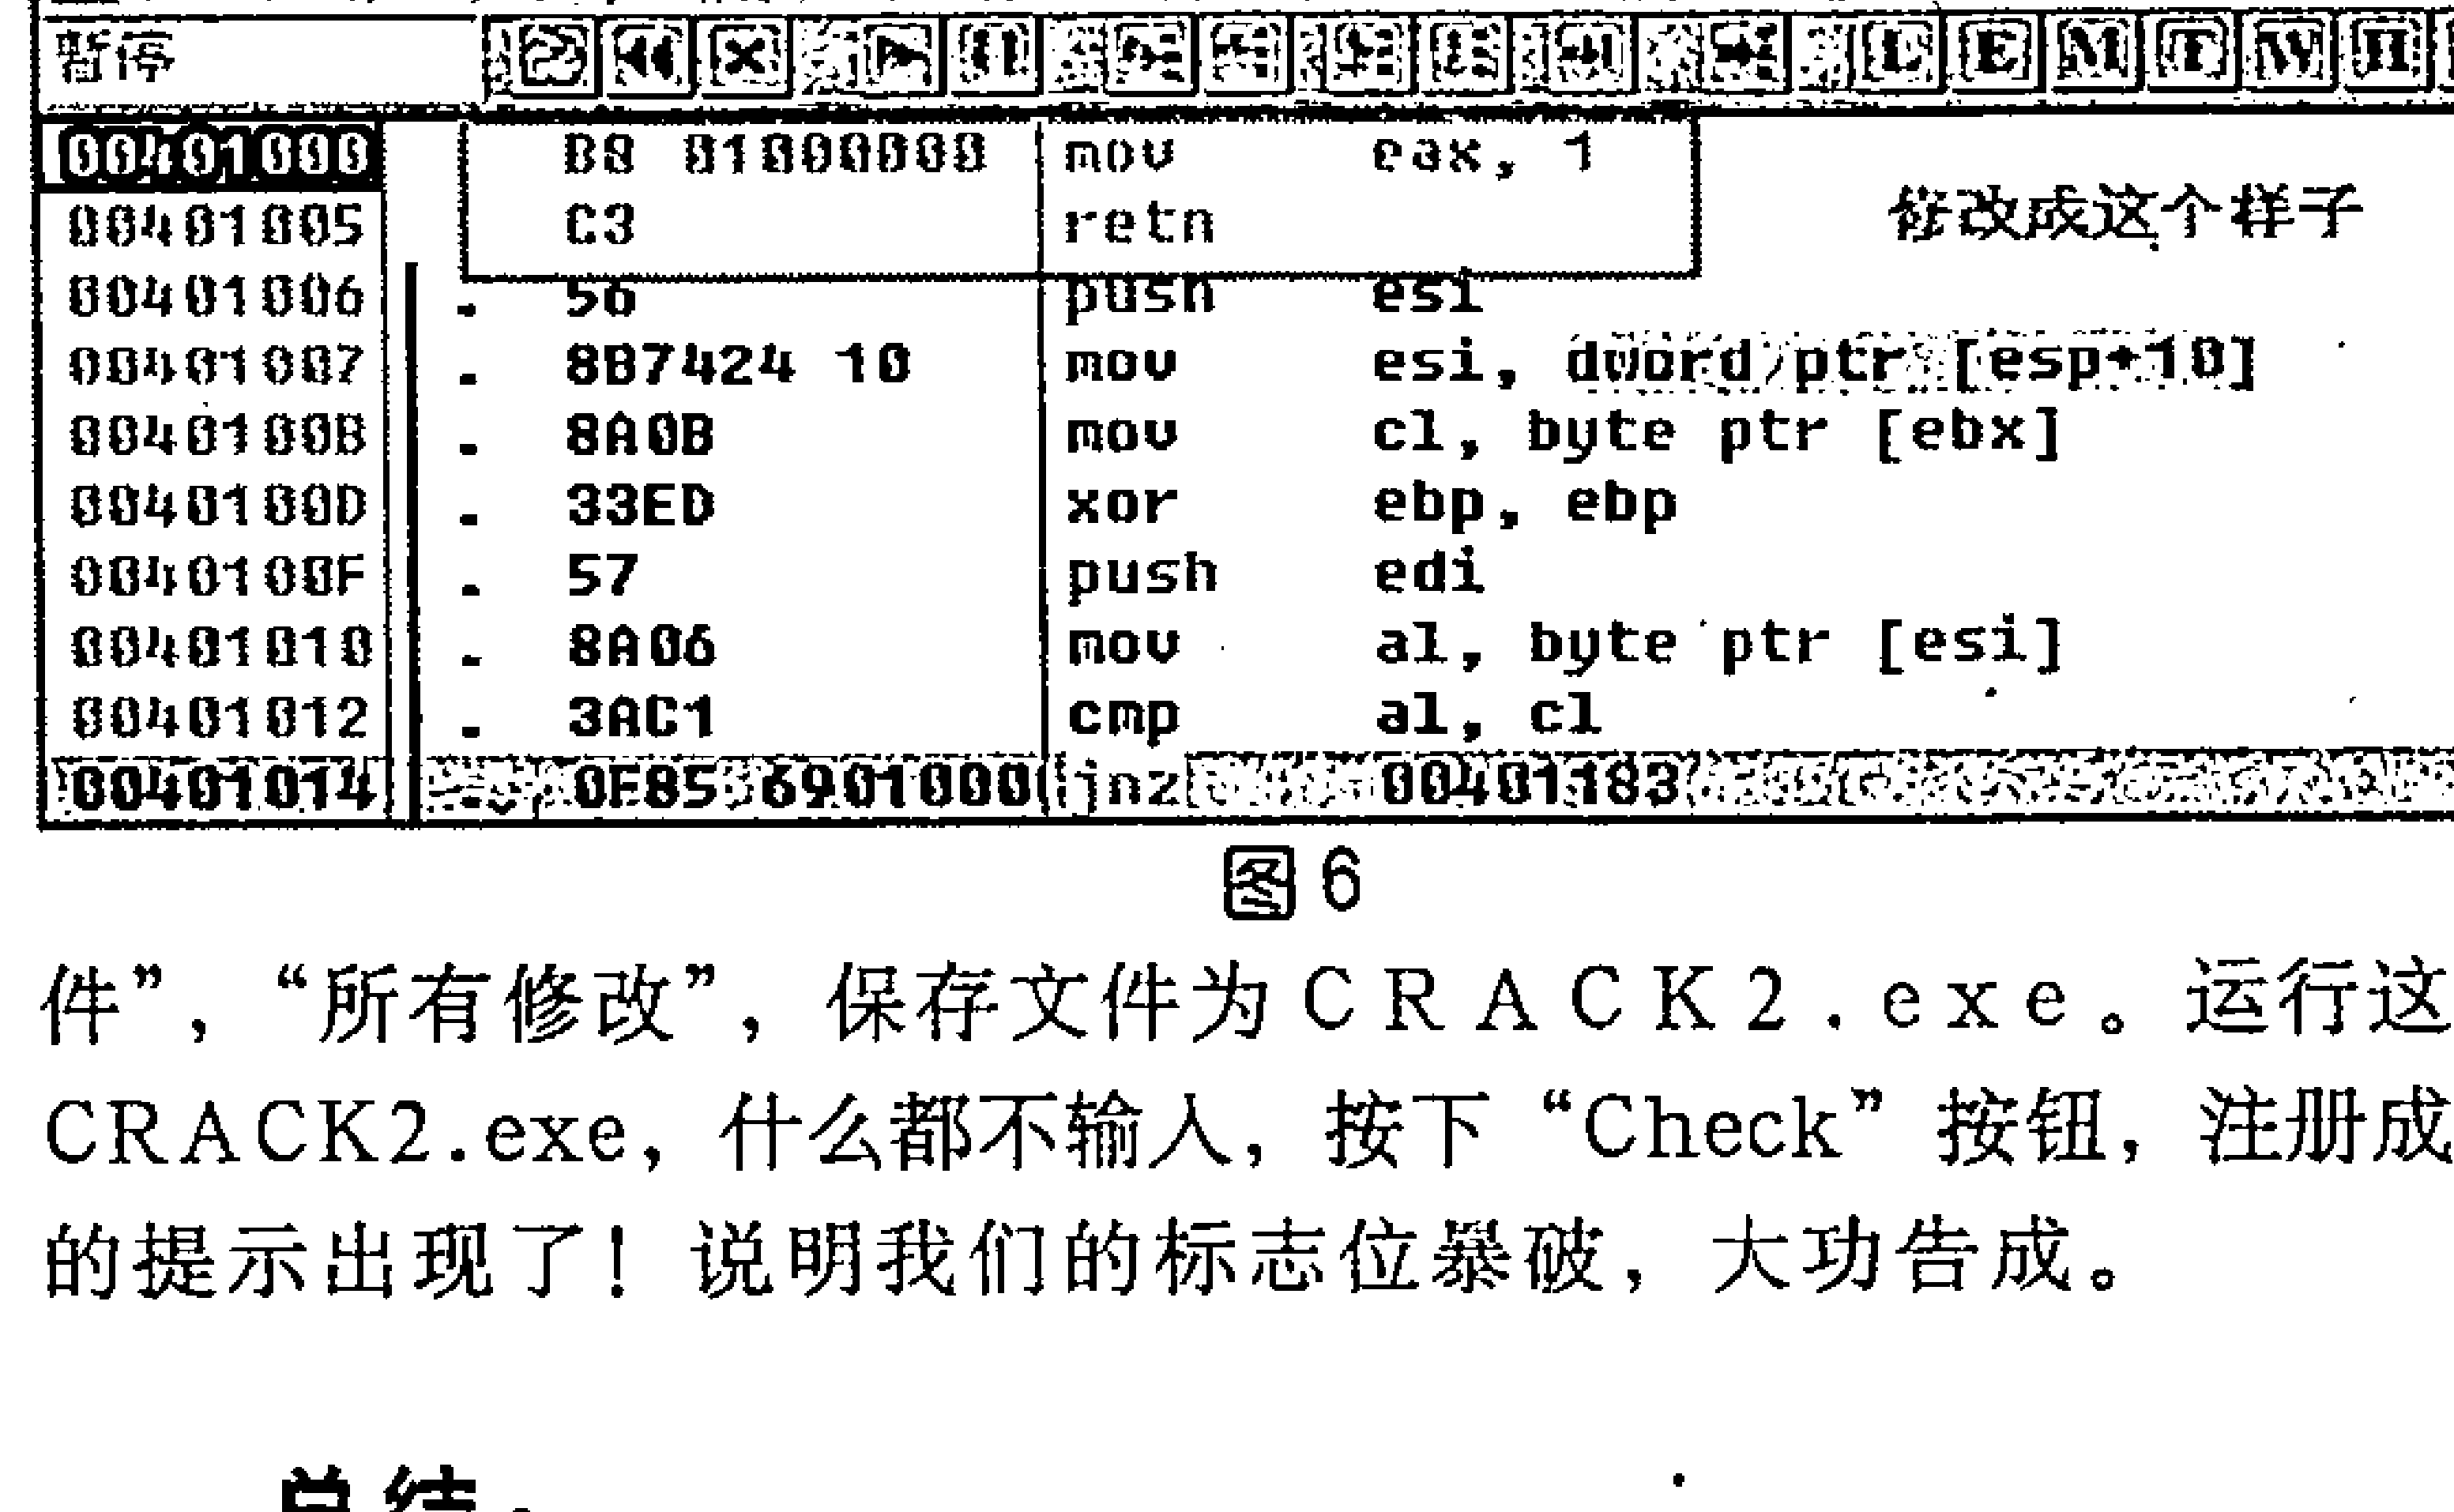 暂停 L E M T W H
00401000 B8 01000000 mov eax, 1
00401005 C3 retn 修改成这个样子
00401006 . 56 push esi
00401007 . 8B7424 10 mov esi, dword ptr [esp+10]
0040100B . 8A0B mov cl, byte ptr [ebx]
0040100D . 33ED xor ebp, ebp
0040100F . 57 push edi
00401010 . 8A06 mov al, byte ptr [esi]
00401012 . 3AC1 cmp al, cl
00401014 . 0F85 6901000 jnz 00401183
图 6
件”，“所有修改”，保存文件为CRACK2.exe。运行这
CRACK2.exe，什么都不输入，按下“Check”按钮，注册成
的提示出现了！说明我们的标志位暴破，大功告成。
总结